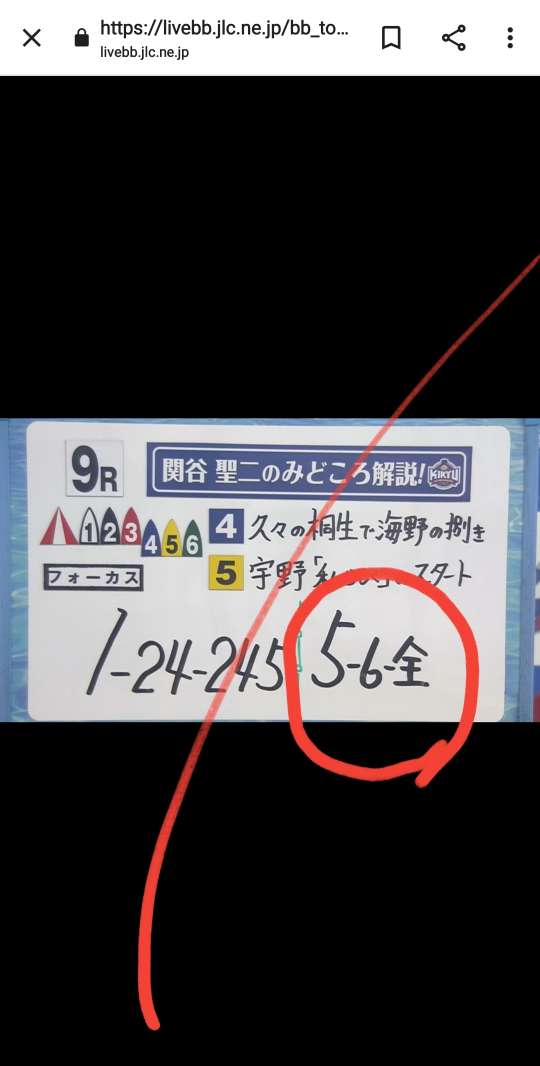 https://livebb.jlc.ne.jp/bb_to...
livebb.jlc.ne.jp
9R
関谷 聖二のみどころ解説!
KIRYU
1 2 3 4 5 6
4 久々の桐生で海野の捌き
フォーカス
5 宇野 スタート
1-24-245 5-6-全